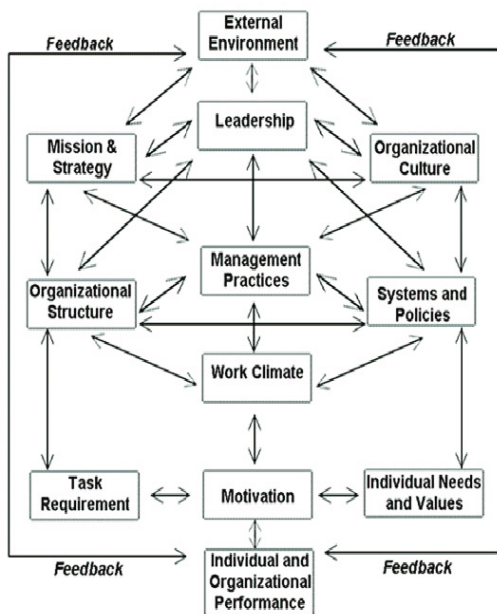 External
Environment
Feedback
Feedback
Leadership
Mission &
Strategy
Organizational
Culture
Management
Practices
Organizational
Structure
Systems and
Policies
Work Climate
Task
Requirement
Motivation
Individual Needs
and Values
Feedback
Individual and
Organizational
Performance
Feedback